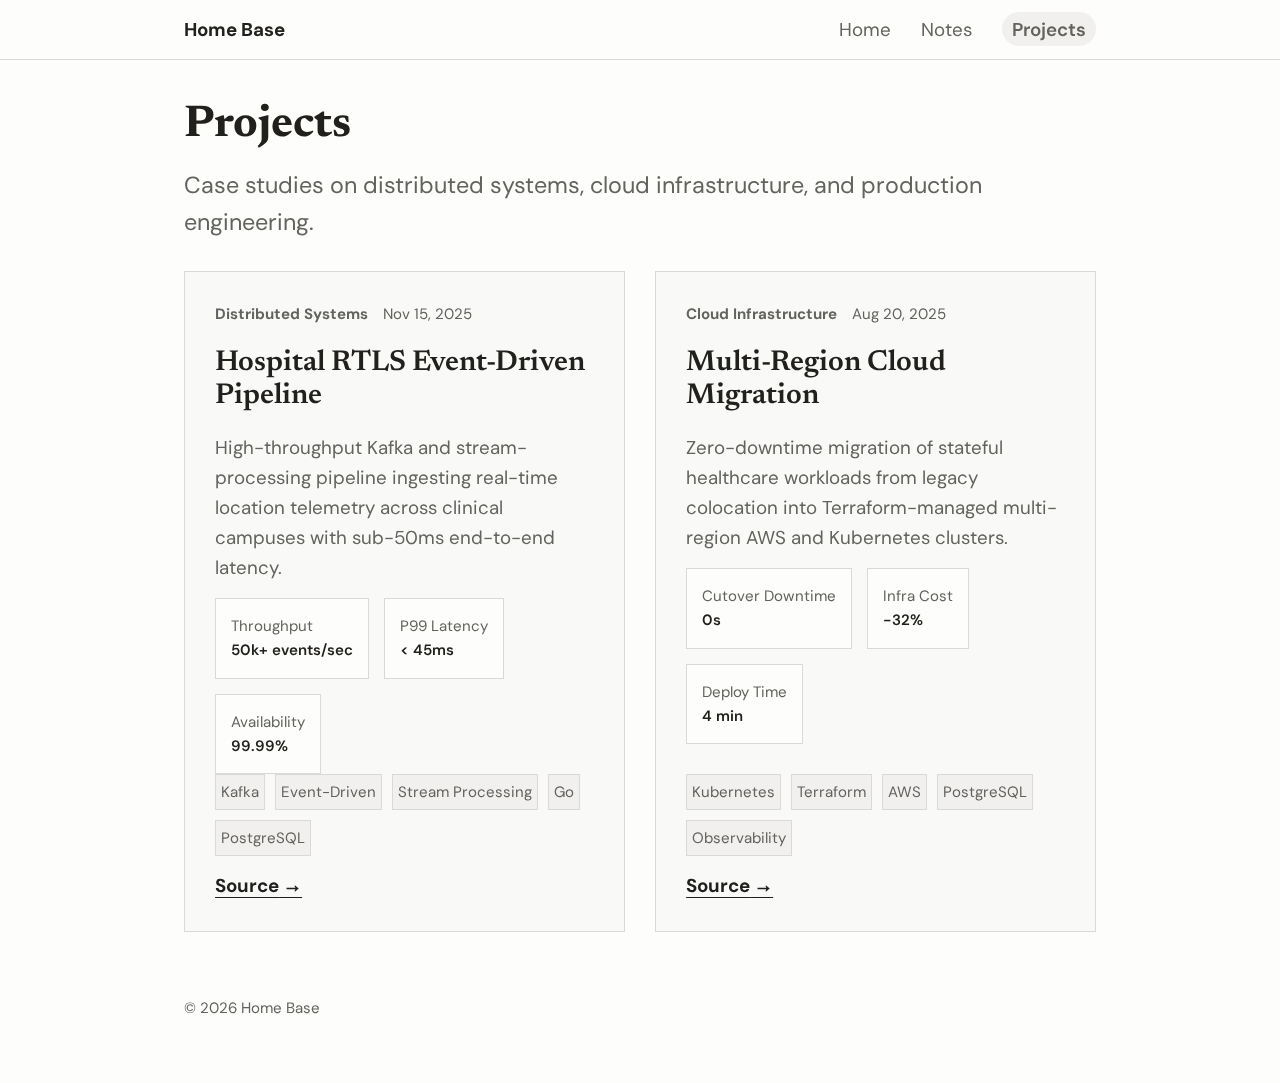 Home Base
Home Notes Projects
Projects
Case studies on distributed systems, cloud infrastructure, and production
engineering.
Distributed Systems Nov 15, 2025
Hospital RTLS Event-Driven
Pipeline
High-throughput Kafka and stream-
processing pipeline ingesting real-time
location telemetry across clinical
campuses with sub-50ms end-to-end
latency.
Throughput
50k+ events/sec
P99 Latency
< 45ms
Availability
99.99%
Kafka Event-Driven Stream Processing Go
PostgreSQL
Source →
Cloud Infrastructure Aug 20, 2025
Multi-Region Cloud
Migration
Zero-downtime migration of stateful
healthcare workloads from legacy
colocation into Terraform-managed multi-
region AWS and Kubernetes clusters.
Cutover Downtime
0s
Infra Cost
-32%
Deploy Time
4 min
Kubernetes Terraform AWS PostgreSQL
Observability
Source →
© 2026 Home Base